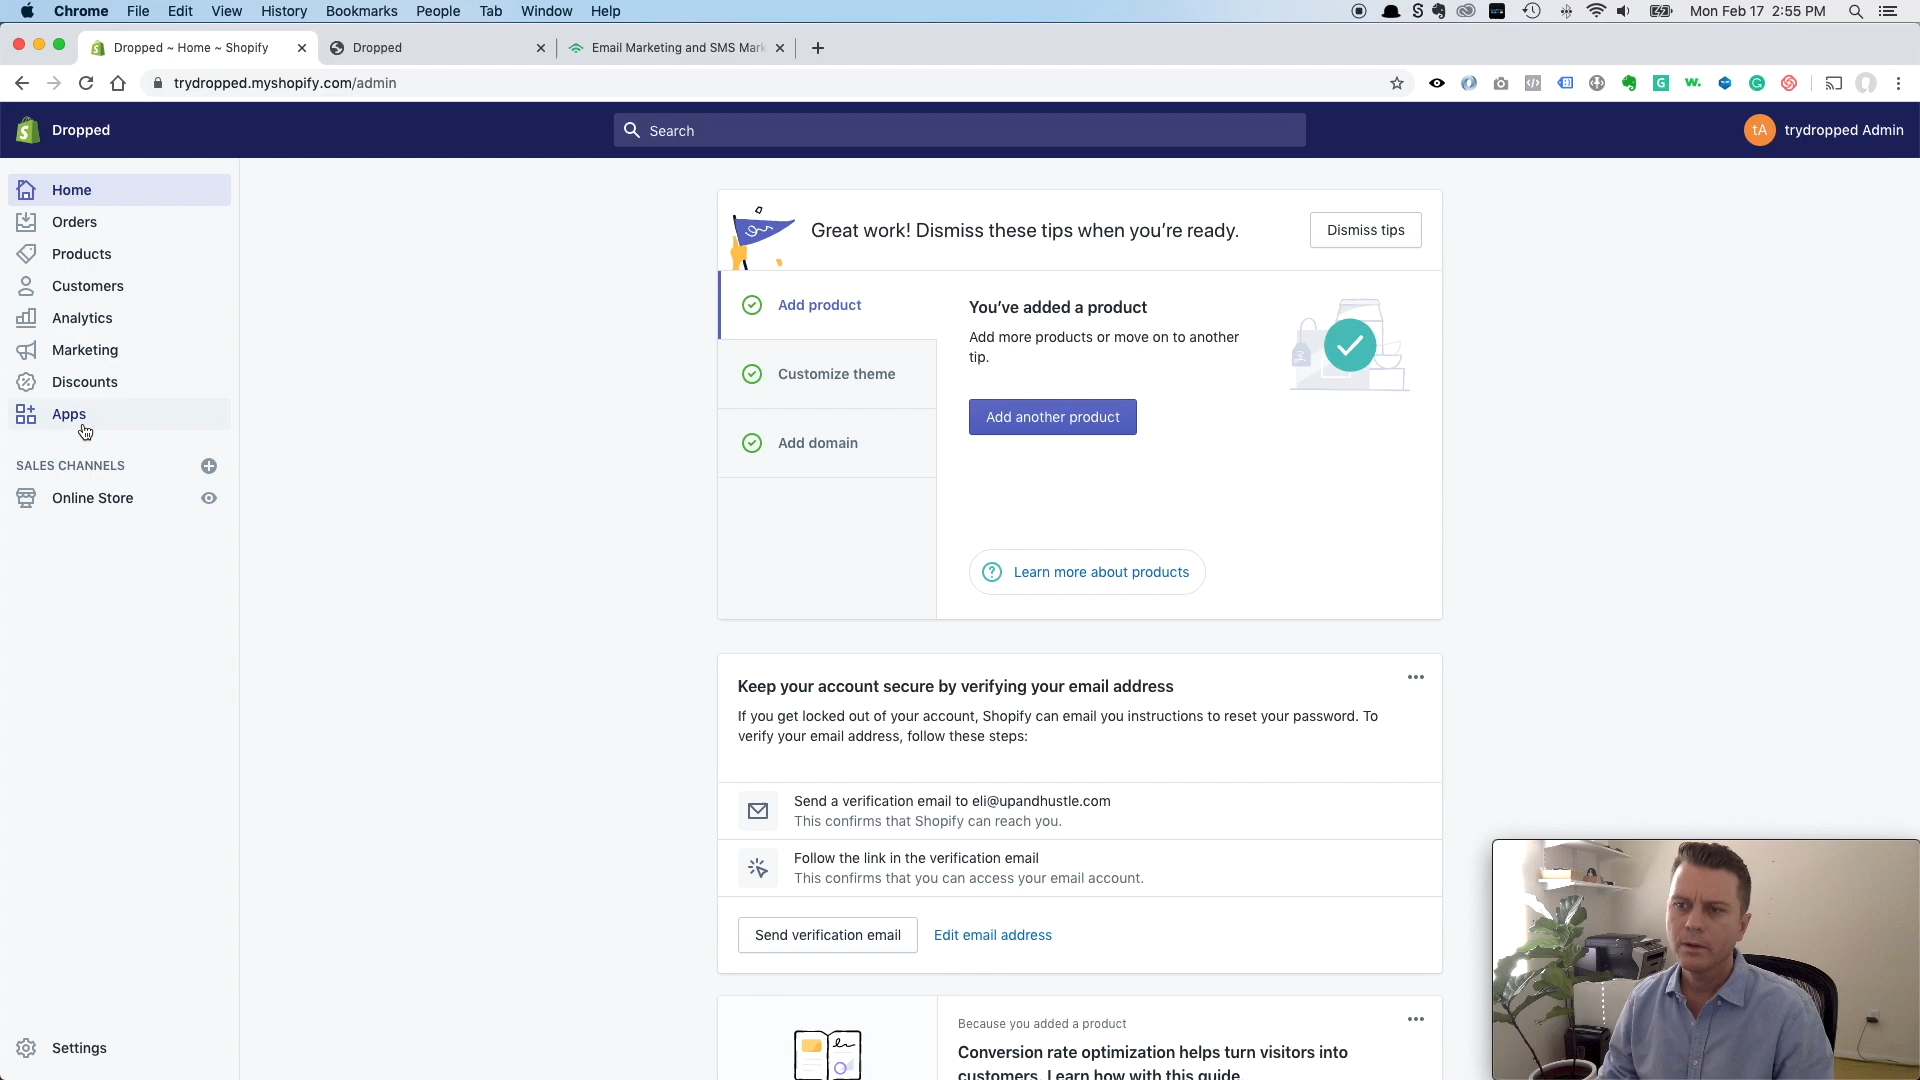 Chrome File Edit View History Bookmarks People Tab Window Help
Mon Feb 17 2:55 PM
Dropped ~ Home ~ Shopify
Dropped
Email Marketing and SMS Mark
trydropped.myshopify.com/admin
Dropped
Search
tA trydropped Admin
Home
Orders
Products
Customers
Analytics
Marketing
Discounts
Apps
SALES CHANNELS
Online Store
Settings
Great work! Dismiss these tips when you're ready.
Dismiss tips
Add product
Customize theme
Add domain
You've added a product
Add more products or move on to another
tip.
Add another product
Learn more about products
Keep your account secure by verifying your email address
If you get locked out of your account, Shopify can email you instructions to reset your password. To
verify your email address, follow these steps:
Send a verification email to eli@upandhustle.com
This confirms that Shopify can reach you.
Follow the link in the verification email
This confirms that you can access your email account.
Send verification email
Edit email address
Because you added a product
Conversion rate optimization helps turn visitors into
customers. Learn how with this guide.